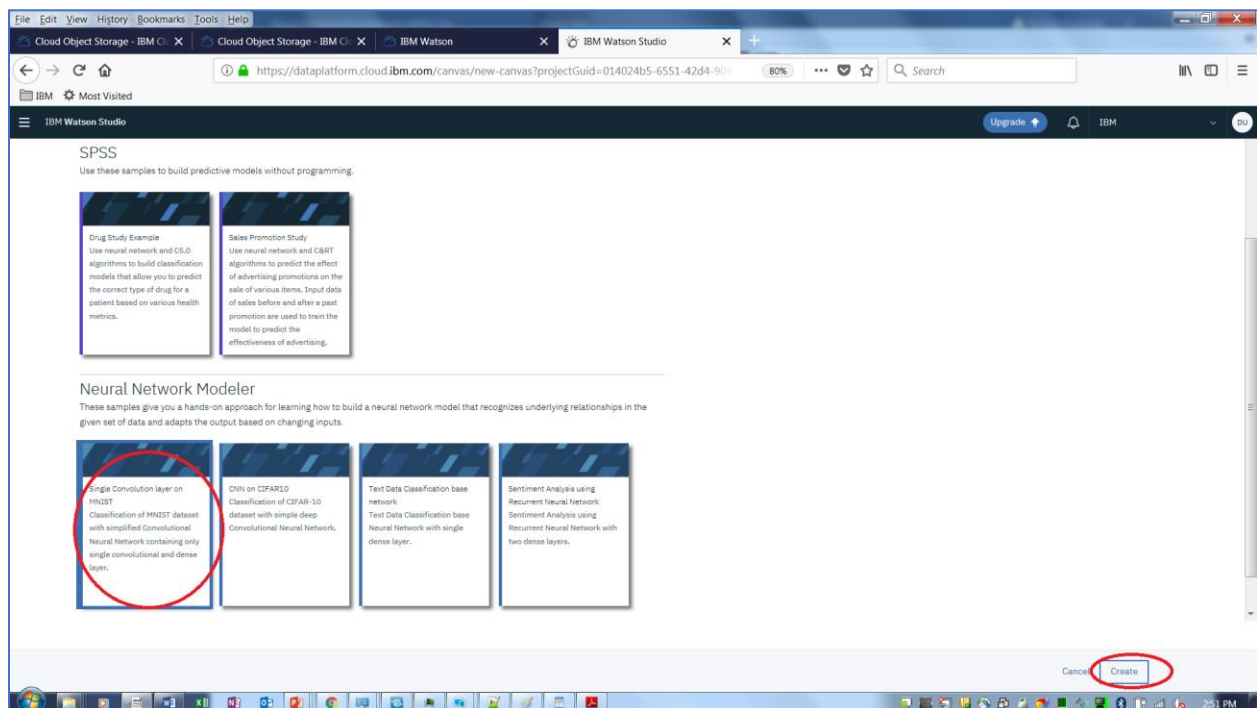 File Edit View History Bookmarks Tools Help
Cloud Object Storage - IBM Cl X Cloud Object Storage - IBM Cl X IBM Watson X IBM Watson Studio X +
https://dataplatform.cloud.ibm.com/canvas/new-canvas?projectGuid=014024b5-6551-42d4-90 80% ... Search
IBM Most Visited
IBM Watson Studio Upgrade IBM DU
SPSS
Use these samples to build predictive models without programming.
Drug Study Example
Use neural network and C5.0
algorithms to build classification
models that allow you to predict
the correct type of drug for a
patient based on various health
metrics.
Sales Promotion Study
Use neural network and C&RT
algorithms to predict the effect
of advertising promotions on the
sale of various items. Input data
of sales before and after a past
promotion are used to train the
model to predict the
effectiveness of advertising.
Neural Network Modeler
These samples give you a hands-on approach for learning how to build a neural network model that recognizes underlying relationships in the
given set of data and adapts the output based on changing inputs.
Single Convolution layer on
MNIST
Classification of MNIST dataset
with simplified Convolutional
Neural Network containing only
single convolutional and dense
layer.
CNN on CIFAR10
Classification of CIFAR-10
dataset with simple deep
Convolutional Neural Network.
Text Data Classification base
network
Text Data Classification base
Neural Network with single
dense layer.
Sentiment Analysis using
Recurrent Neural Network
Sentiment Analysis using
Recurrent Neural Network with
two dense layers.
Cancel Create
2:51 PM